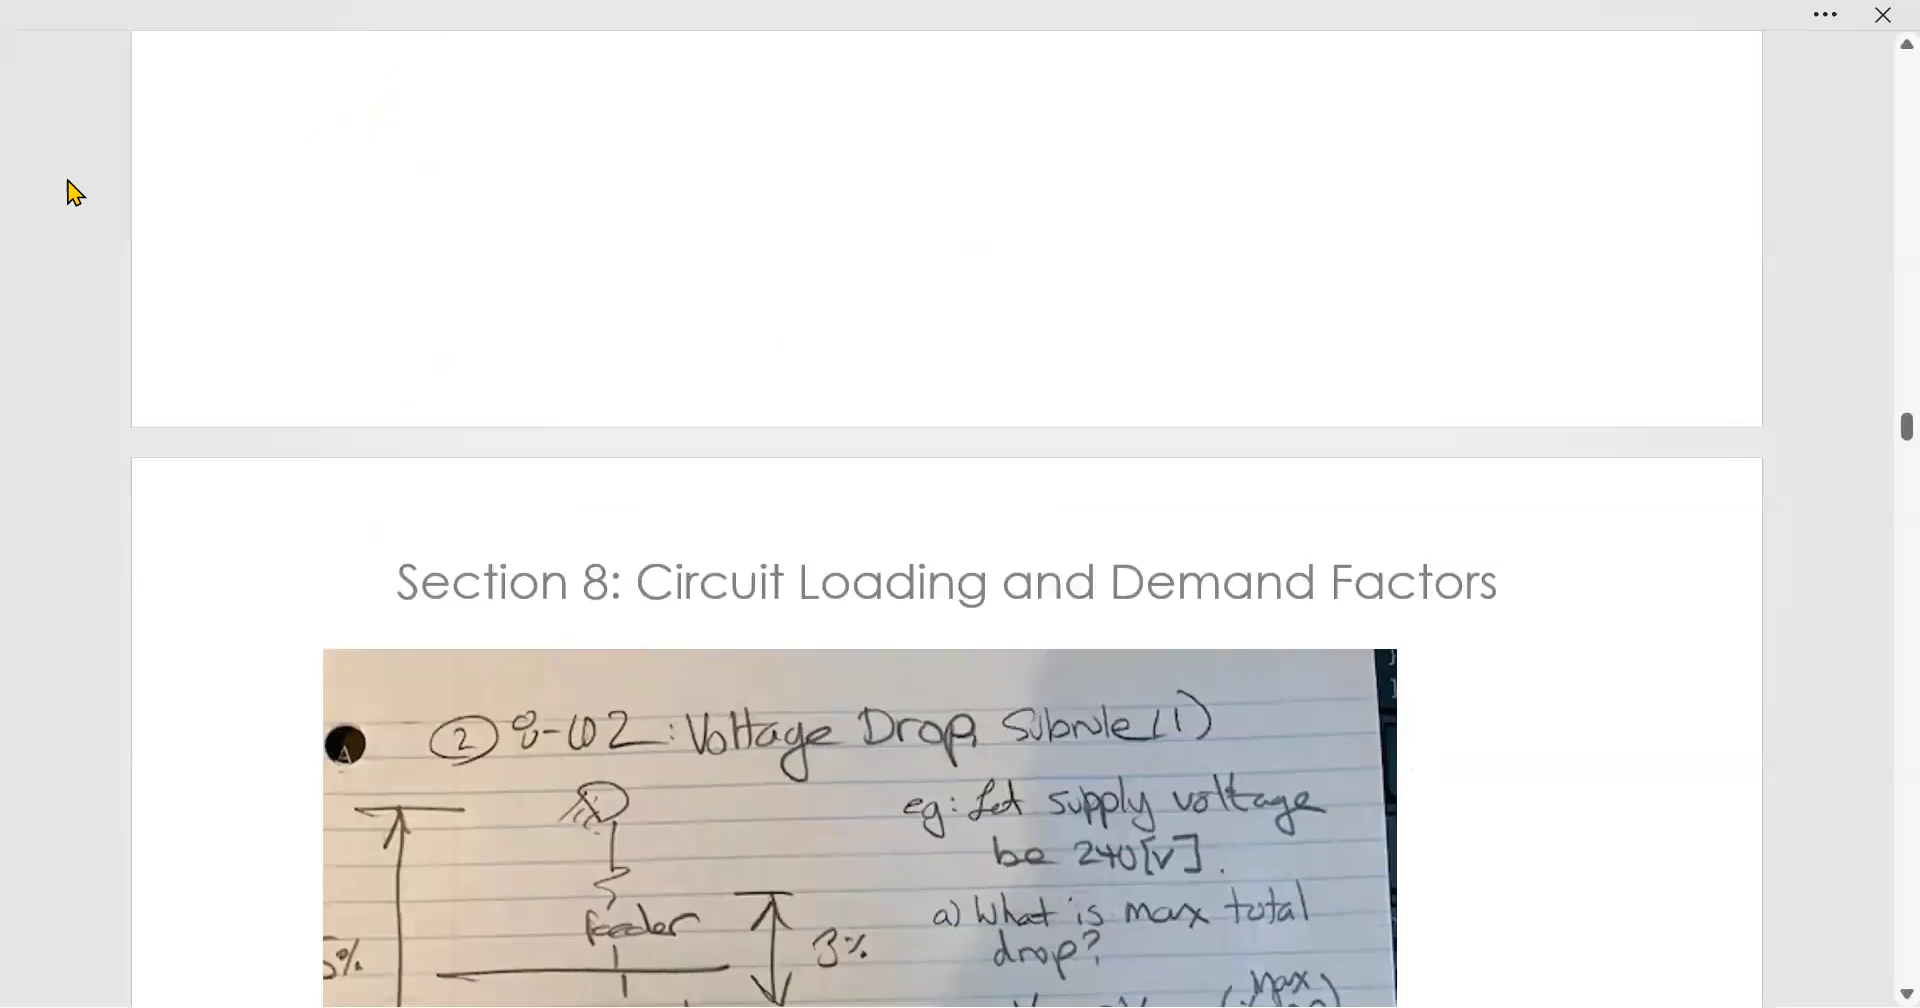 Section 8: Circuit Loading and Demand Factors
② 8-102: Voltage Drop, Subrule (1)
A
eg: Let supply voltage
be 240[V].
feeder
5%
3%
a) What is max total
drop?
Max